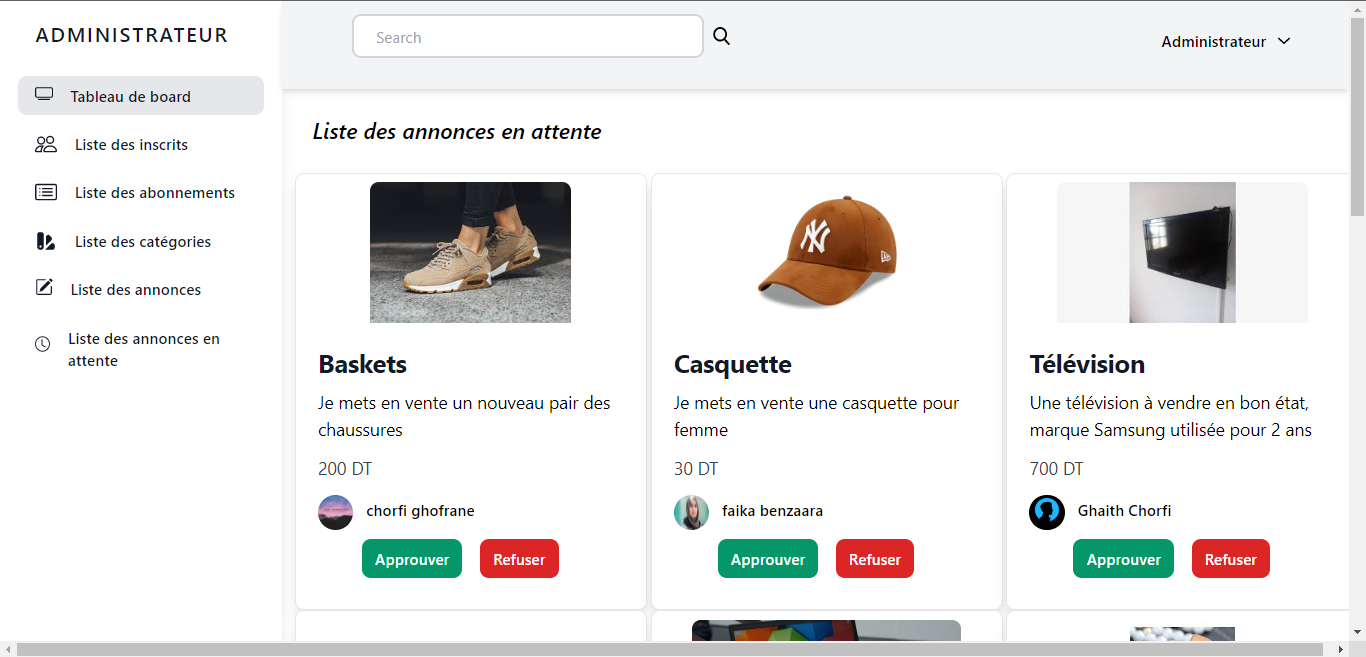 ADMINISTRATEUR
Search
Administrateur
Tableau de board
Liste des inscrits
Liste des abonnements
Liste des catégories
Liste des annonces
Liste des annonces en
attente
Liste des annonces en attente
NY
Baskets
Je mets en vente un nouveau pair des
chaussures
200 DT
chorfi ghofrane
Approuver
Refuser
Casquette
Je mets en vente une casquette pour
femme
30 DT
faika benzaara
Approuver
Refuser
Télévision
Une télévision à vendre en bon état,
marque Samsung utilisée pour 2 ans
700 DT
Ghaith Chorfi
Approuver
Refuser